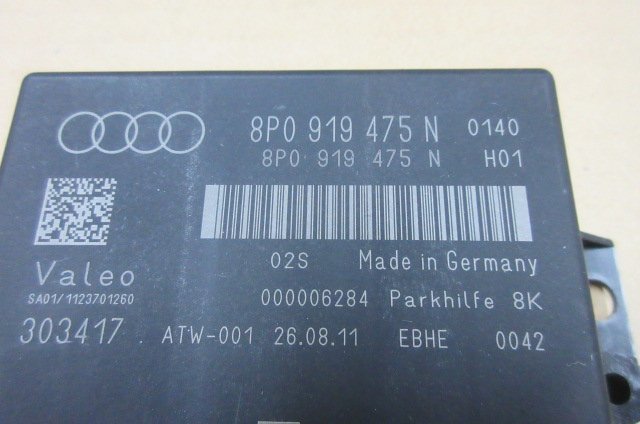 8P0 919 475 N 0140
8P0 919 475 N H01
02S Made in Germany
Valeo
SA01/1123701260
000006284 Parkhilfe 8K
303417 ATW-001 26.08.11 EBHE 0042